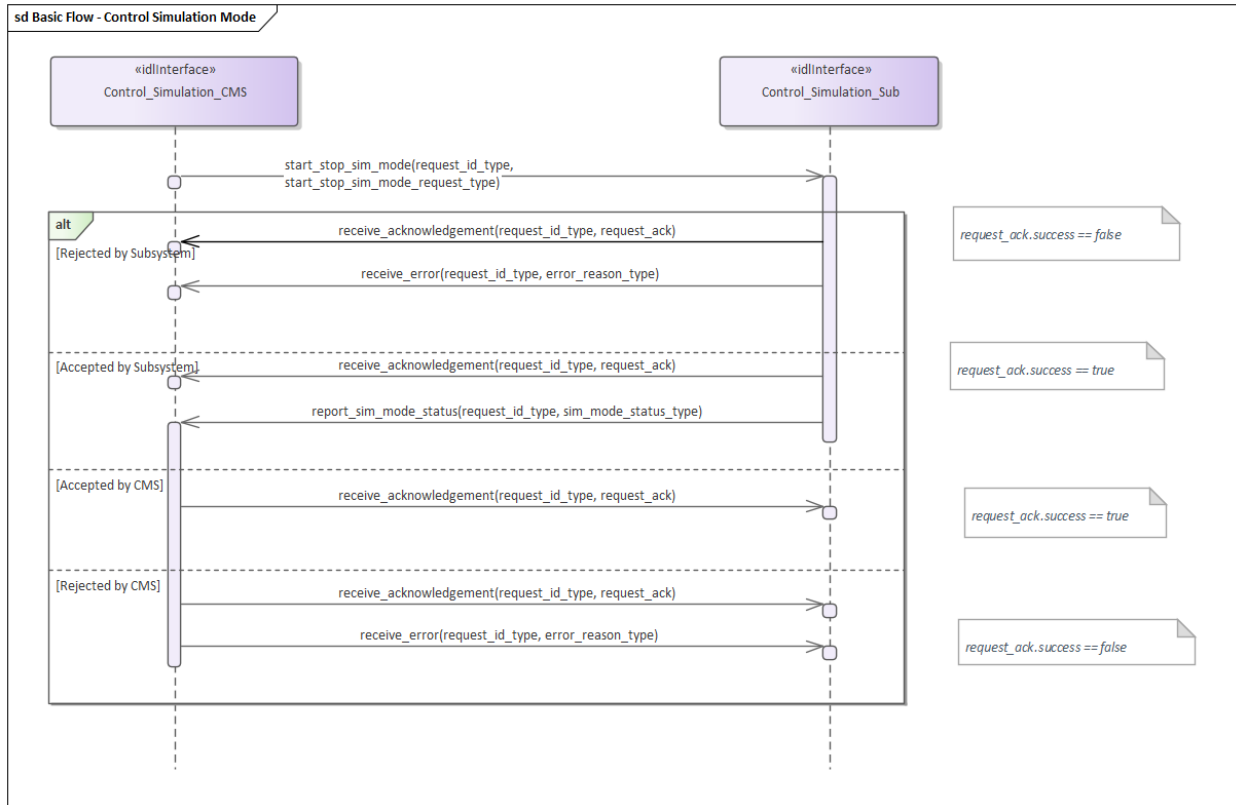 sd Basic Flow - Control Simulation Mode
«idlInterface»
Control_Simulation_CMS
«idlInterface»
Control_Simulation_Sub
start_stop_sim_mode(request_id_type,
start_stop_sim_mode_request_type)
alt
receive_acknowledgement(request_id_type, request_ack)
request_ack.success == false
[Rejected by Subsystem]
receive_error(request_id_type, error_reason_type)
[Accepted by Subsystem]
receive_acknowledgement(request_id_type, request_ack)
request_ack.success == true
report_sim_mode_status(request_id_type, sim_mode_status_type)
[Accepted by CMS]
receive_acknowledgement(request_id_type, request_ack)
request_ack.success == true
[Rejected by CMS]
receive_acknowledgement(request_id_type, request_ack)
receive_error(request_id_type, error_reason_type)
request_ack.success == false